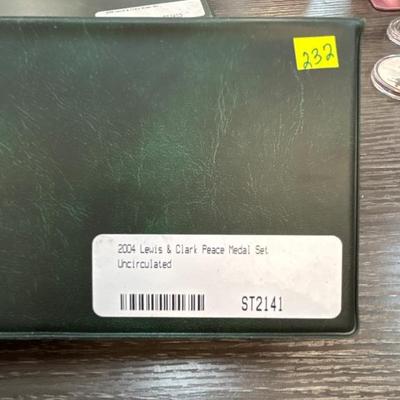 232
2004 Lewis & Clark Peace Medal Set
Uncirculated
ST2141